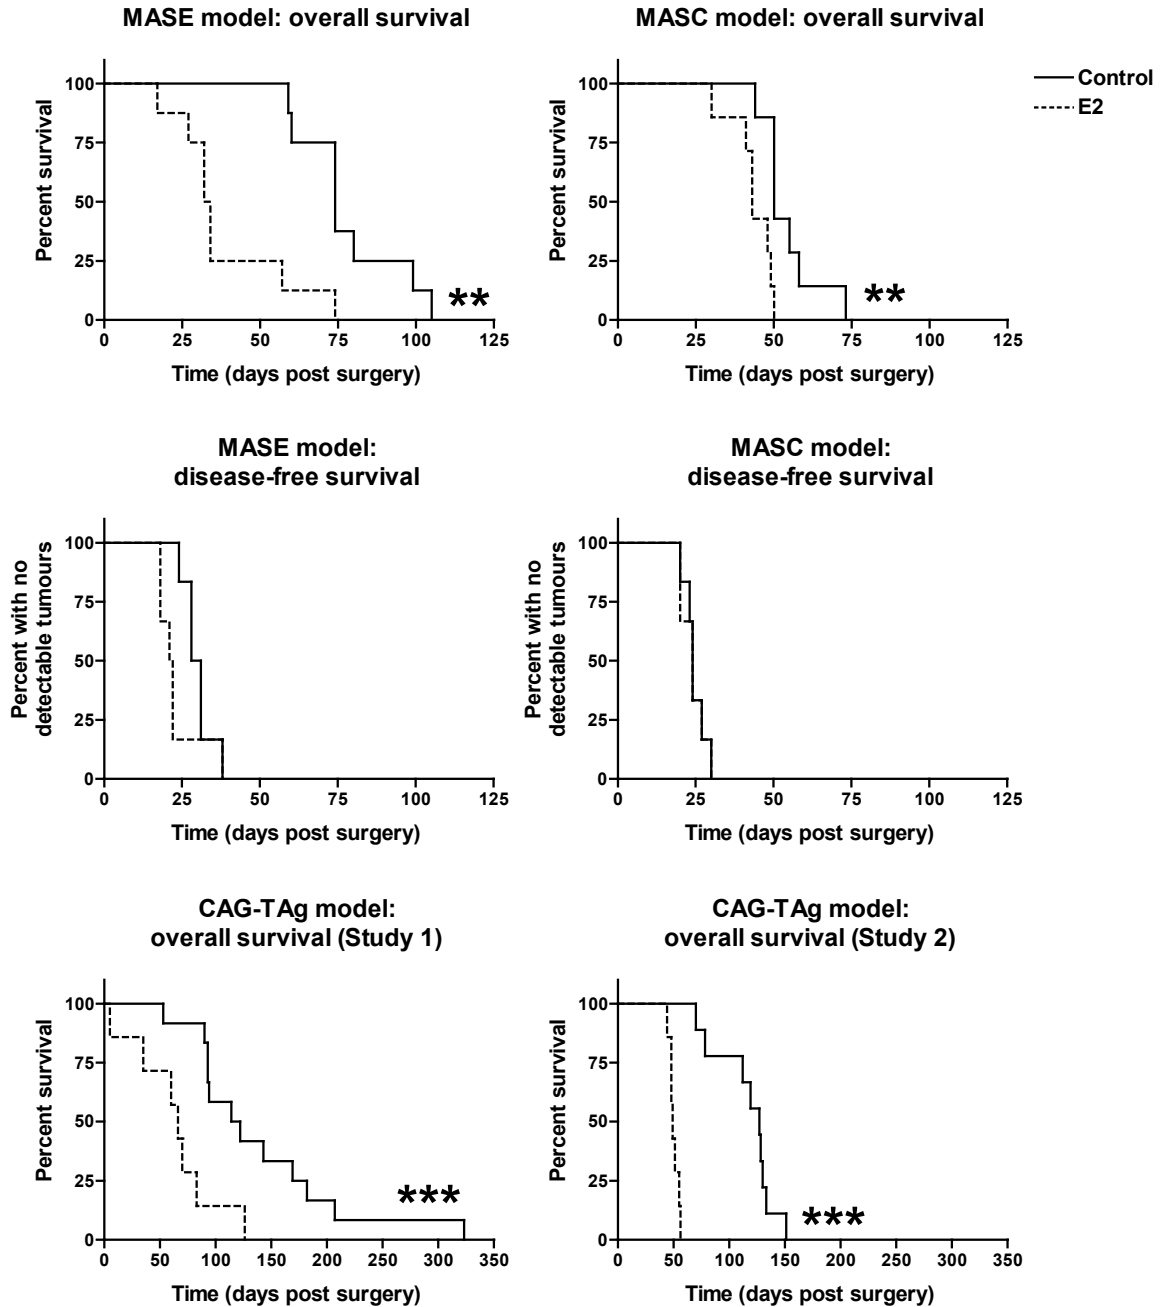 MASE model: overall survival
MASC model: overall survival
Control
E2
Percent survival
100
75
50
25
0
0 25 50 75 100 125
**
Time (days post surgery)
Percent survival
100
75
50
25
0
0 25 50 75 100 125
**
Time (days post surgery)
MASE model:
disease-free survival
Percent with no
detectable tumours
100
75
50
25
0
0 25 50 75 100 125
Time (days post surgery)
MASC model:
disease-free survival
Percent with no
detectable tumours
100
75
50
25
0
0 25 50 75 100 125
Time (days post surgery)
CAG-TAg model:
overall survival (Study 1)
Percent survival
100
75
50
25
0
0 50 100 150 200 250 300 350
***
Time (days post surgery)
CAG-TAg model:
overall survival (Study 2)
Percent survival
100
75
50
25
0
0 50 100 150 200 250 300 350
***
Time (days post surgery)